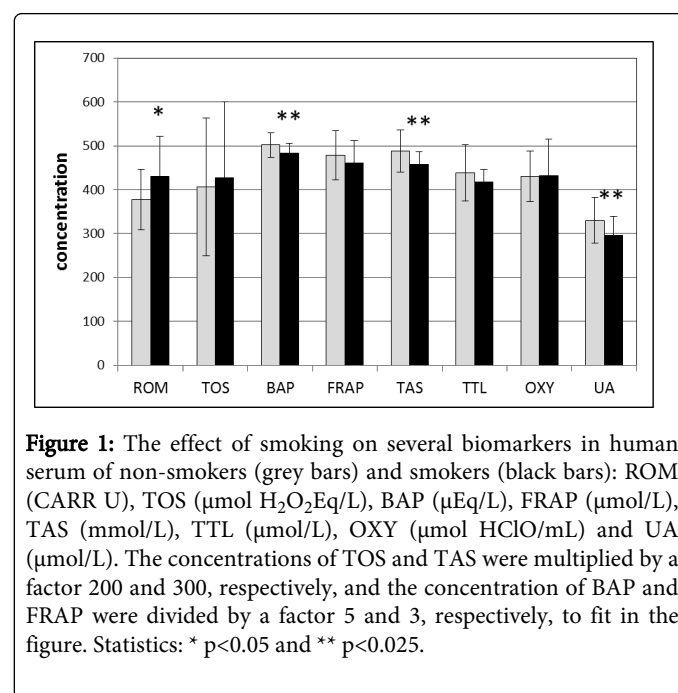 700
600
500
400
300
200
100
0
concentration
* ** ** **
ROM TOS BAP FRAP TAS TTL OXY UA
Figure 1: The effect of smoking on several biomarkers in human
serum of non-smokers (grey bars) and smokers (black bars): ROM
(CARR U), TOS (μmol H₂O₂Eq/L), BAP (μEq/L), FRAP (μmol/L),
TAS (mmol/L), TTL (μmol/L), OXY (μmol HClO/mL) and UA
(μmol/L). The concentrations of TOS and TAS were multiplied by a
factor 200 and 300, respectively, and the concentration of BAP and
FRAP were divided by a factor 5 and 3, respectively, to fit in the
figure. Statistics: * p<0.05 and ** p<0.025.